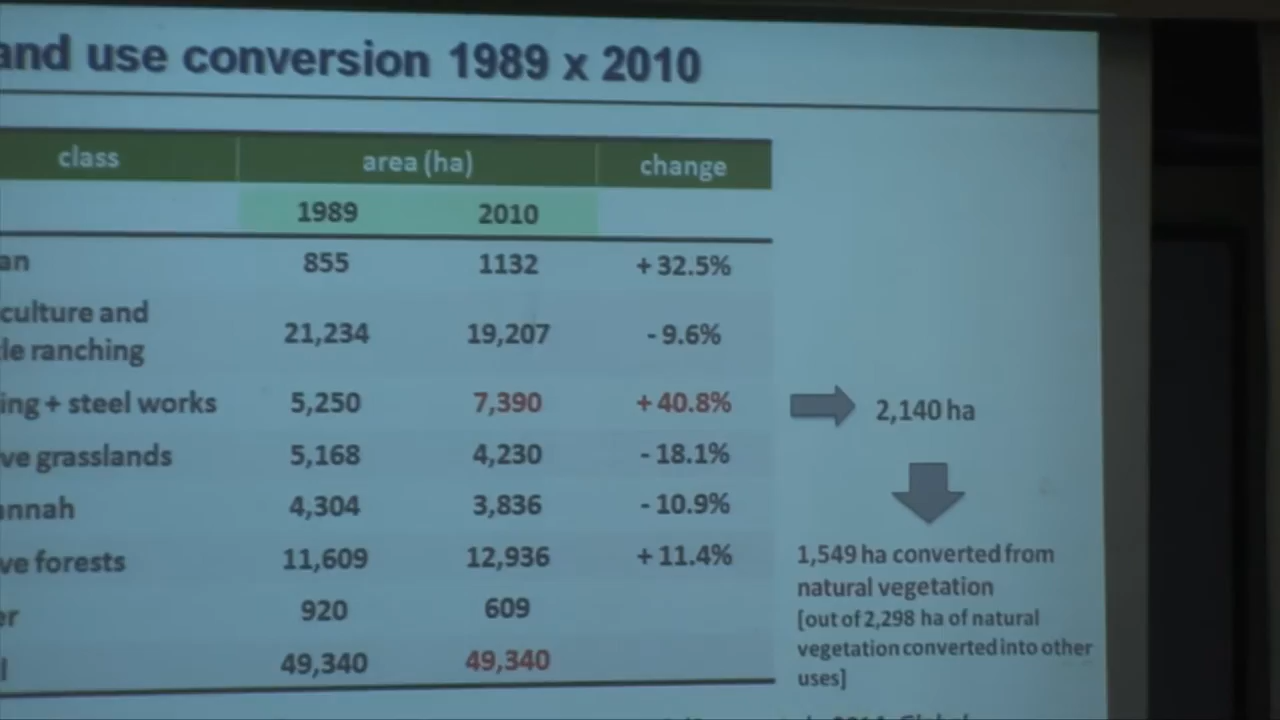 and use conversion 1989 x 2010
class area (ha) change
1989 2010
an 855 1132 + 32.5%
culture and
le ranching 21,234 19,207 - 9.6%
ing + steel works 5,250 7,390 + 40.8%
2,140 ha
ve grasslands 5,168 4,230 - 18.1%
annah 4,304 3,836 - 10.9%
ve forests 11,609 12,936 + 11.4%
er 920 609
l 49,340 49,340
1,549 ha converted from
natural vegetation
[out of 2,298 ha of natural
vegetation converted into other
uses]